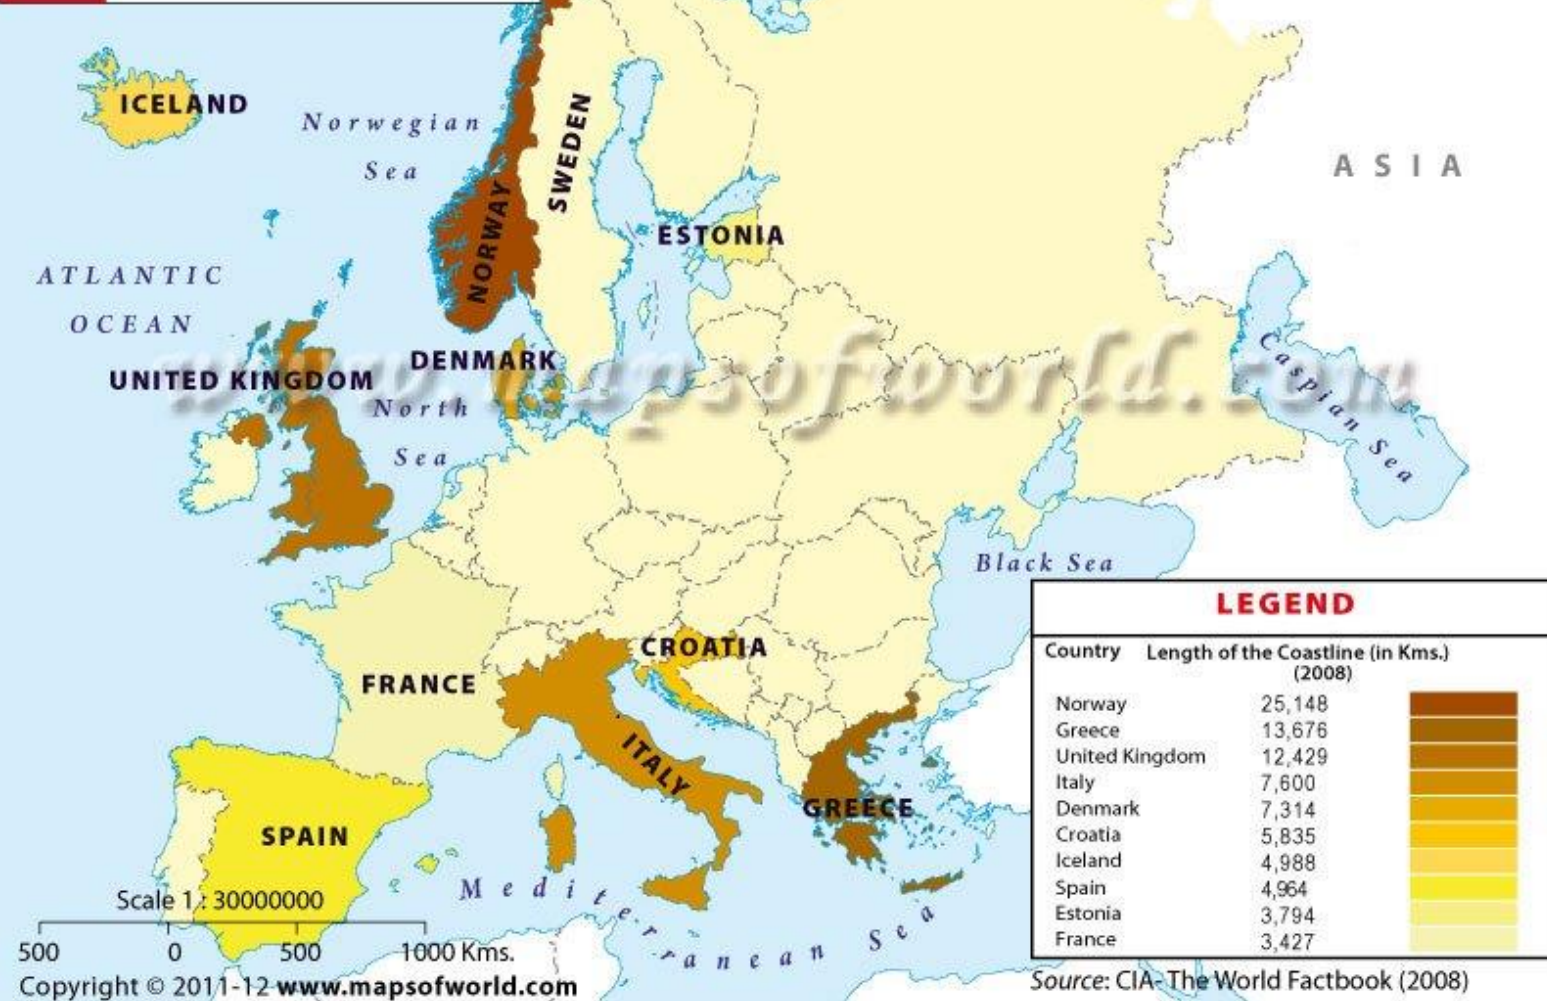 ICELAND
Norwegian
Sea
SWEDEN
NORWAY
ASIA
ESTONIA
ATLANTIC
OCEAN
DENMARK
UNITED KINGDOM
North
Sea
Caspian Sea
www.mapsofworld.com
Black Sea
CROATIA
FRANCE
ITALY
GREECE
SPAIN
Mediterranean Sea
Scale 1 : 30000000
500 0 500 1000 Kms.
Copyright © 2011-12 www.mapsofworld.com
LEGEND
Country Length of the Coastline (in Kms.)
(2008)
Norway 25,148
Greece 13,676
United Kingdom 12,429
Italy 7,600
Denmark 7,314
Croatia 5,835
Iceland 4,988
Spain 4,964
Estonia 3,794
France 3,427
Source: CIA- The World Factbook (2008)